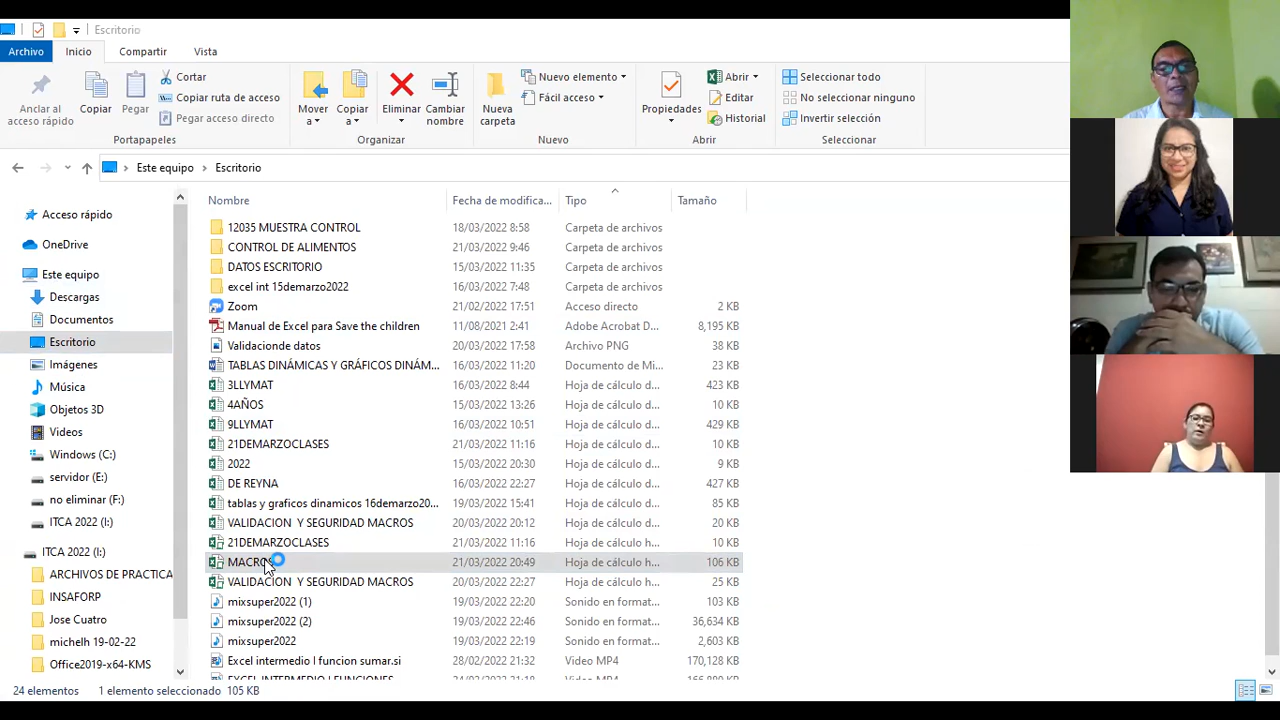 Escritorio
Archivo Inicio Compartir Vista
Anclar al acceso rápido
Copiar
Pegar
Cortar
Copiar ruta de acceso
Pegar acceso directo
Portapapeles
Mover a
Copiar a
Eliminar
Cambiar nombre
Organizar
Nueva carpeta
Nuevo elemento
Fácil acceso
Nuevo
Propiedades
Abrir
Editar
Historial
Abrir
Seleccionar todo
No seleccionar ninguno
Invertir selección
Seleccionar
Este equipo > Escritorio
Acceso rápido
OneDrive
Este equipo
Descargas
Documentos
Escritorio
Imágenes
Música
Objetos 3D
Videos
Windows (C:)
servidor (E:)
no eliminar (F:)
ITCA 2022 (I:)
ITCA 2022 (I:)
ARCHIVOS DE PRACTICA
INSAFORP
Jose Cuatro
michelh 19-02-22
Office2019-x64-KMS
Nombre Fecha de modifica... Tipo Tamaño
12035 MUESTRA CONTROL 18/03/2022 8:58 Carpeta de archivos
CONTROL DE ALIMENTOS 21/03/2022 9:46 Carpeta de archivos
DATOS ESCRITORIO 15/03/2022 11:35 Carpeta de archivos
excel int 15demarzo2022 16/03/2022 7:48 Carpeta de archivos
Zoom 21/02/2022 17:51 Acceso directo 2 KB
Manual de Excel para Save the children 11/08/2021 2:41 Adobe Acrobat D... 8,195 KB
Validacionde datos 20/03/2022 17:58 Archivo PNG 38 KB
TABLAS DINÁMICAS Y GRÁFICOS DINÁM... 16/03/2022 17:22 Documento de Mi... 23 KB
3LLYMAT 16/03/2022 8:44 Hoja de cálculo d... 423 KB
4AÑOS 15/03/2022 13:26 Hoja de cálculo d... 10 KB
9LLYMAT 16/03/2022 10:51 Hoja de cálculo d... 429 KB
21DEMARZOCLASES 21/03/2022 11:16 Hoja de cálculo d... 10 KB
2022 15/03/2022 20:30 Hoja de cálculo d... 9 KB
DE REYNA 16/03/2022 22:27 Hoja de cálculo d... 427 KB
tablas y graficos dinamicos 16demarzo20... 19/03/2022 15:41 Hoja de cálculo d... 85 KB
VALIDACION Y SEGURIDAD MACROS 20/03/2022 20:12 Hoja de cálculo d... 20 KB
21DEMARZOCLASES 21/03/2022 11:16 Hoja de cálculo h... 10 KB
MACROS 21/03/2022 20:49 Hoja de cálculo h... 106 KB
VALIDACION Y SEGURIDAD MACROS 20/03/2022 22:27 Hoja de cálculo h... 25 KB
mixsuper2022 (1) 19/03/2022 22:20 Sonido en format... 103 KB
mixsuper2022 (2) 19/03/2022 22:46 Sonido en format... 36,634 KB
mixsuper2022 19/03/2022 22:19 Sonido en format... 2,603 KB
Excel intermedio I funcion sumar.si 28/02/2022 21:32 Video MP4 170,128 KB
24 elementos 1 elemento seleccionado 105 KB